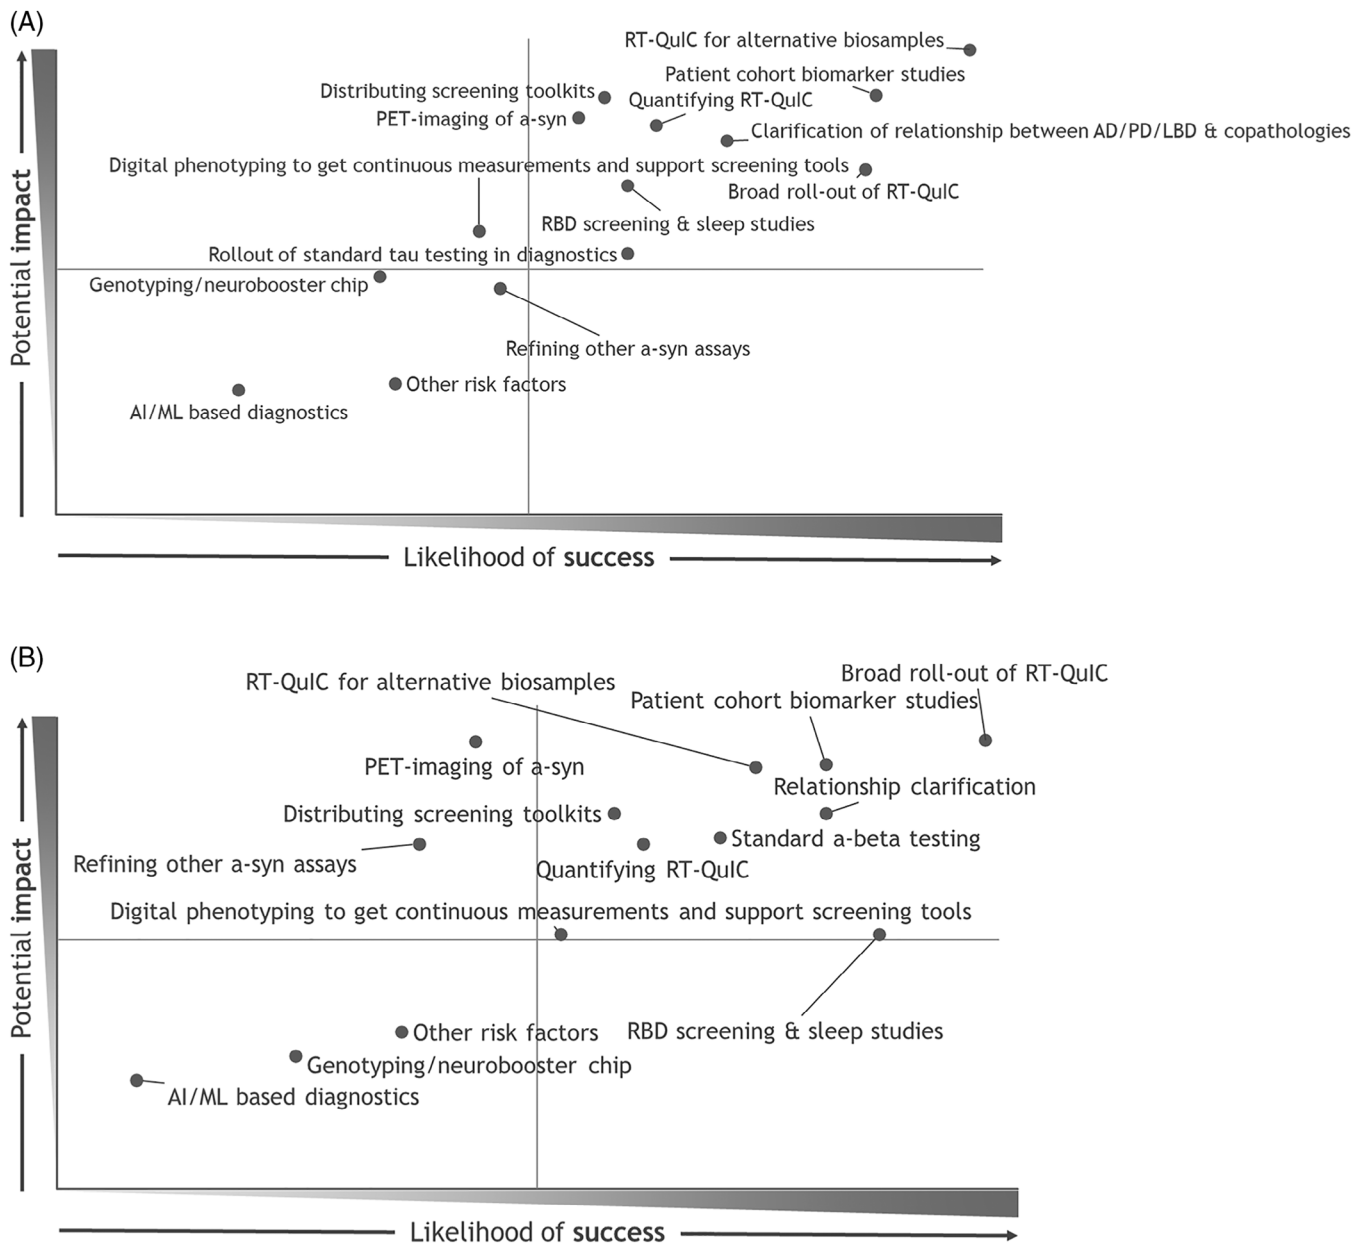 (A)
RT-QuIC for alternative biosamples
Patient cohort biomarker studies
Distributing screening toolkits
Quantifying RT-QuIC
PET-imaging of a-syn
Clarification of relationship between AD/PD/LBD & copathologies
Digital phenotyping to get continuous measurements and support screening tools
Broad roll-out of RT-QuIC
RBD screening & sleep studies
Rollout of standard tau testing in diagnostics
Genotyping/neurobooster chip
Refining other a-syn assays
Other risk factors
AI/ML based diagnostics
Potential impact
Likelihood of success
(B)
Broad roll-out of RT-QuIC
RT-QuIC for alternative biosamples
Patient cohort biomarker studies
PET-imaging of a-syn
Relationship clarification
Distributing screening toolkits
Standard a-beta testing
Refining other a-syn assays
Quantifying RT-QuIC
Digital phenotyping to get continuous measurements and support screening tools
Other risk factors
RBD screening & sleep studies
Genotyping/neurobooster chip
AI/ML based diagnostics
Potential impact
Likelihood of success